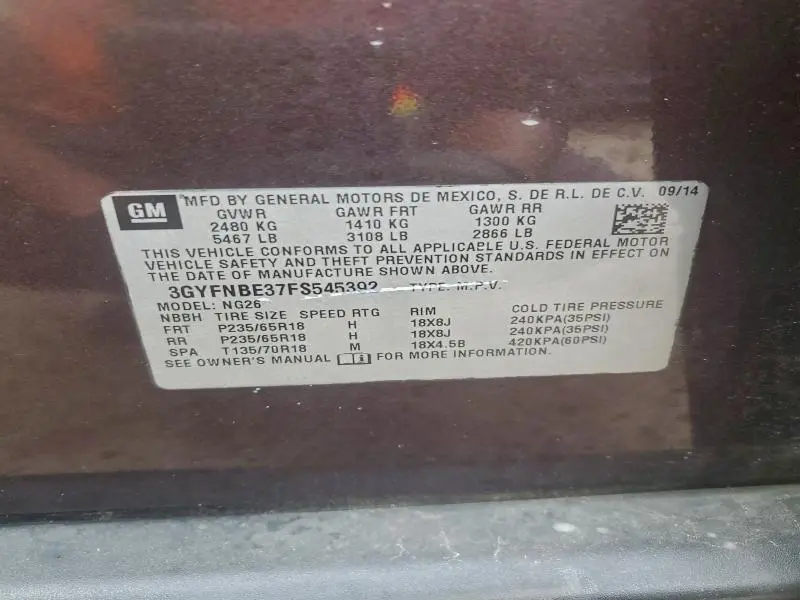 GM MFD BY GENERAL MOTORS DE MEXICO, S. DE R.L. DE C.V. 09/14
GVWR GAWR FRT GAWR RR
2480 KG 1410 KG 1300 KG
5467 LB 3108 LB 2866 LB
THIS VEHICLE CONFORMS TO ALL APPLICABLE U.S. FEDERAL MOTOR
VEHICLE SAFETY AND THEFT PREVENTION STANDARDS IN EFFECT ON
THE DATE OF MANUFACTURE SHOWN ABOVE.
3GYFNBE37FS545392 TYPE: M.P.V.
MODEL: NG26
NBBH TIRE SIZE SPEED RTG RIM COLD TIRE PRESSURE
FRT P235/65R18 H 18X8J 240KPA(35PSI)
RR P235/65R18 H 18X8J 240KPA(35PSI)
SPA T135/70R18 M 18X4.5B 420KPA(60PSI)
SEE OWNER'S MANUAL FOR MORE INFORMATION.